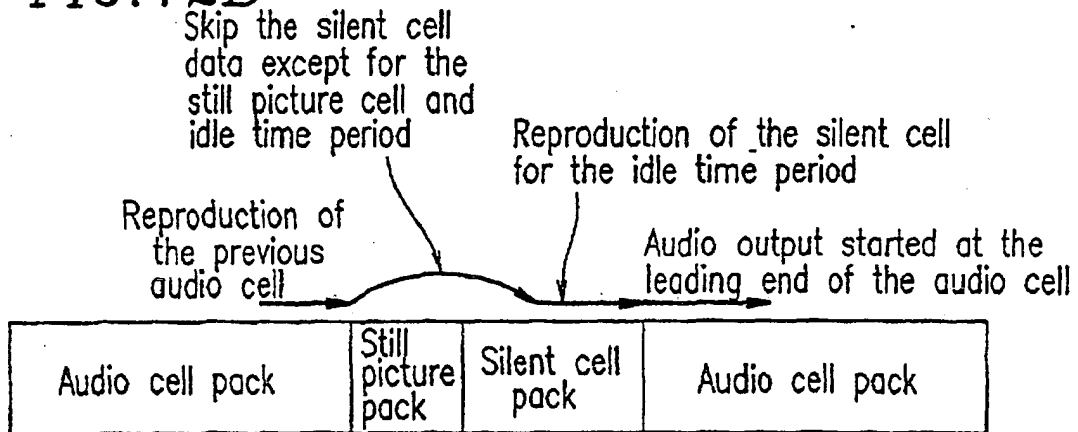 Skip the silent cell
data except for the
still picture cell and
idle time period
Reproduction of the silent cell
for the idle time period
Reproduction of
the previous
audio cell
Audio output started at the
leading end of the audio cell
Audio cell pack
Still
picture
pack
Silent cell
pack
Audio cell pack